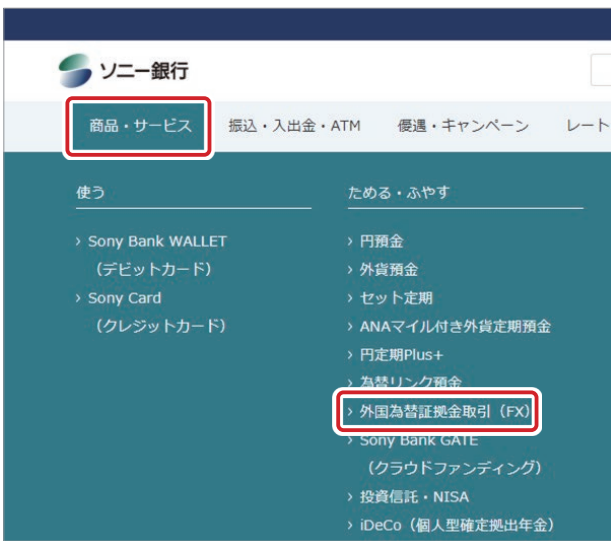 ソニー銀行
商品・サービス 振込・入出金・ATM 優遇・キャンペーン レート
使う
› Sony Bank WALLET
（デビットカード）
› Sony Card
（クレジットカード）
ためる・ふやす
› 円預金
› 外貨預金
› セット定期
› ANAマイル付き外貨定期預金
› 円定期Plus+
› 為替リンク預金
› 外国為替証拠金取引（FX）
› Sony Bank GATE
（クラウドファンディング）
› 投資信託・NISA
› iDeCo（個人型確定拠出年金）